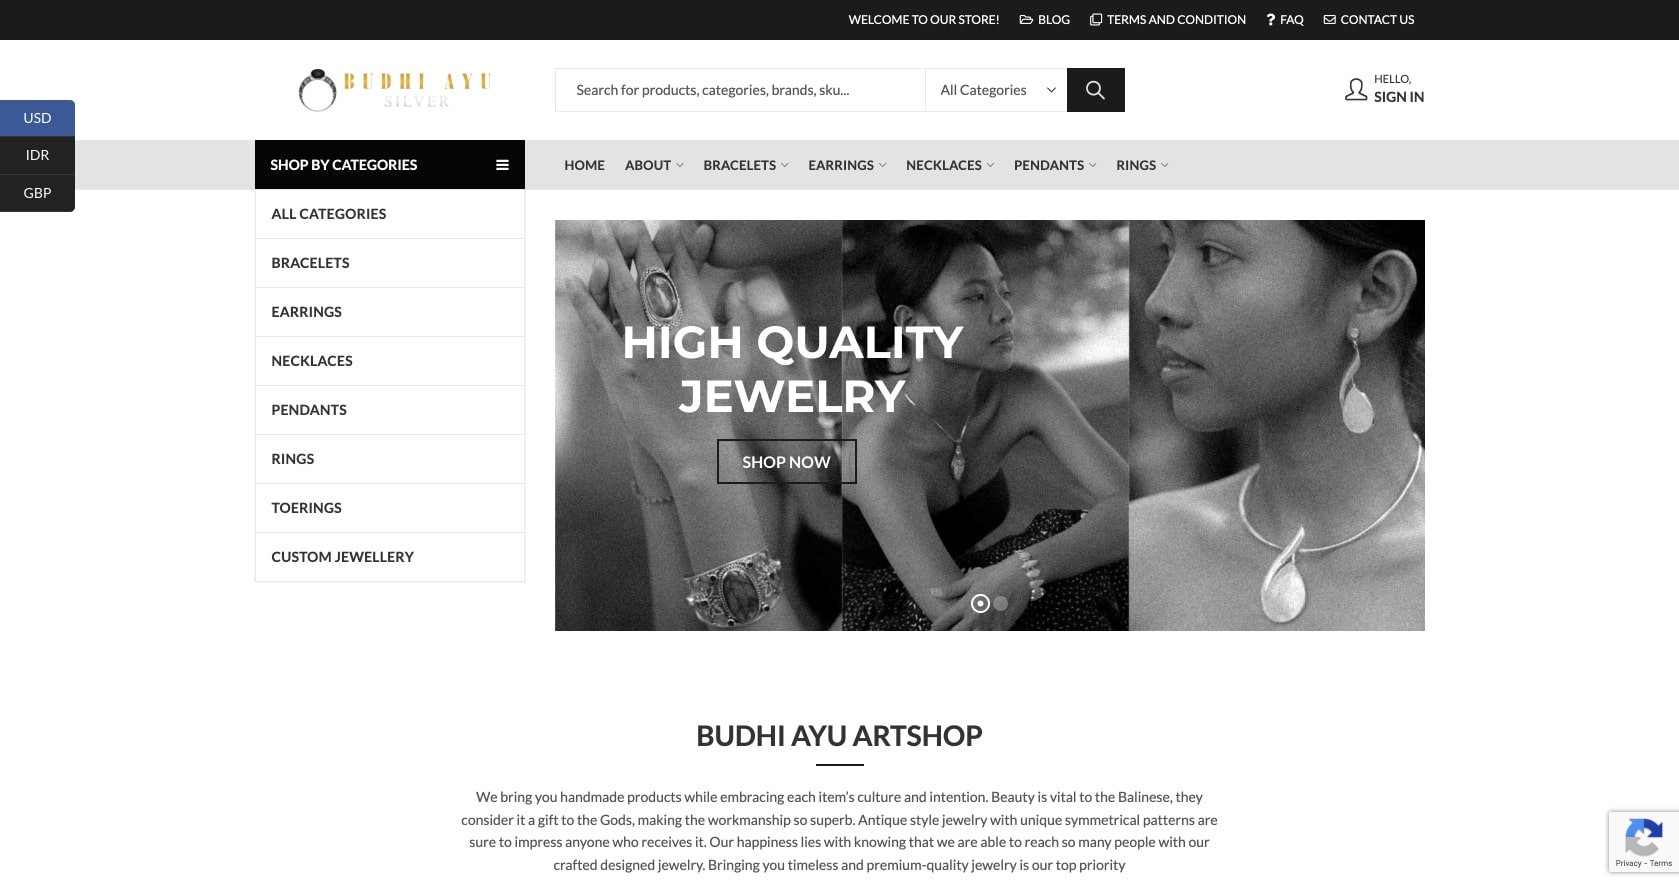 WELCOME TO OUR STORE! BLOG TERMS AND CONDITION FAQ CONTACT US
BUDHI AYU
SILVER
Search for products, categories, brands, sku...
All Categories
HELLO,
SIGN IN
USD
IDR
GBP
SHOP BY CATEGORIES
HOME ABOUT BRACELETS EARRINGS NECKLACES PENDANTS RINGS
ALL CATEGORIES
BRACELETS
EARRINGS
NECKLACES
PENDANTS
RINGS
TOERINGS
CUSTOM JEWELLERY
HIGH QUALITY
JEWELRY
SHOP NOW
BUDHI AYU ARTSHOP
We bring you handmade products while embracing each item’s culture and intention. Beauty is vital to the Balinese, they
consider it a gift to the Gods, making the workmanship so superb. Antique style jewelry with unique symmetrical patterns are
sure to impress anyone who receives it. Our happiness lies with knowing that we are able to reach so many people with our
crafted designed jewelry. Bringing you timeless and premium-quality jewelry is our top priority
Privacy - Terms